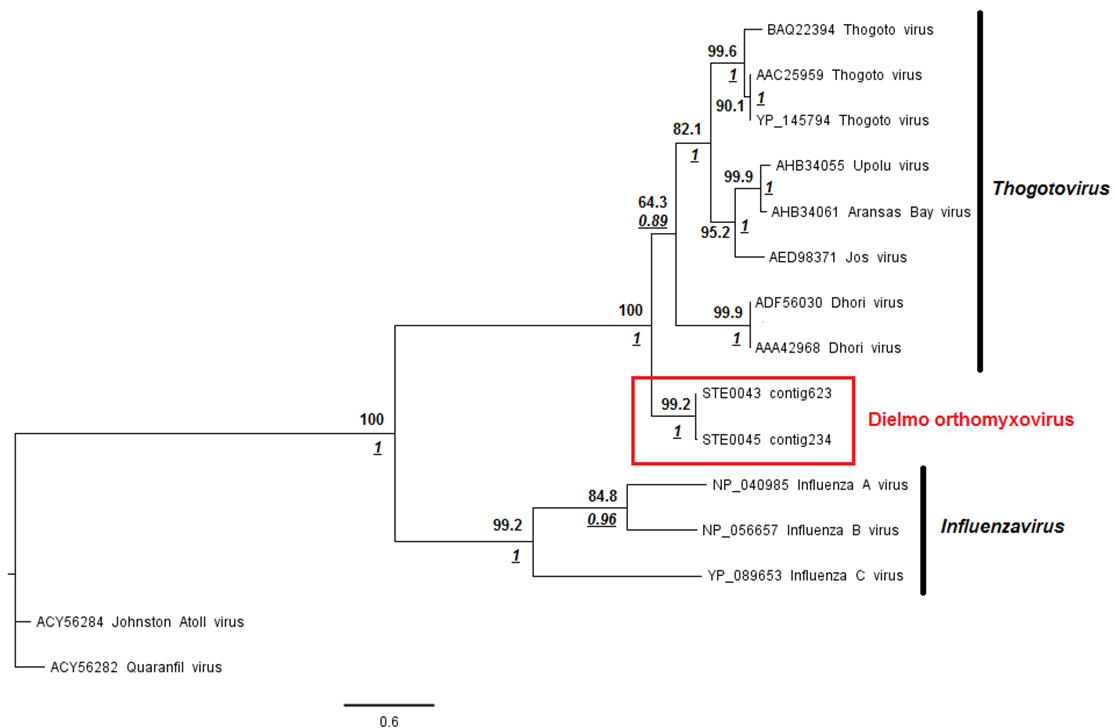 BAQ22394 Thogoto virus
99.6
1
AAC25959 Thogoto virus
90.1
1
YP_145794 Thogoto virus
82.1
1
AHB34055 Upolu virus
99.9
1
Thogotovirus
64.3
0.89
AHB34061 Aransas Bay virus
95.2
1
AED98371 Jos virus
ADF56030 Dhori virus
99.9
1
100
1
AAA42968 Dhori virus
STE0043 contig623
99.2
1
Dielmo orthomyxovirus
STE0045 contig234
100
1
NP_040985 Influenza A virus
84.8
0.96
99.2
1
NP_056657 Influenza B virus
Influenzavirus
YP_089653 Influenza C virus
ACY56284 Johnston Atoll virus
ACY56282 Quaranfil virus
0.6